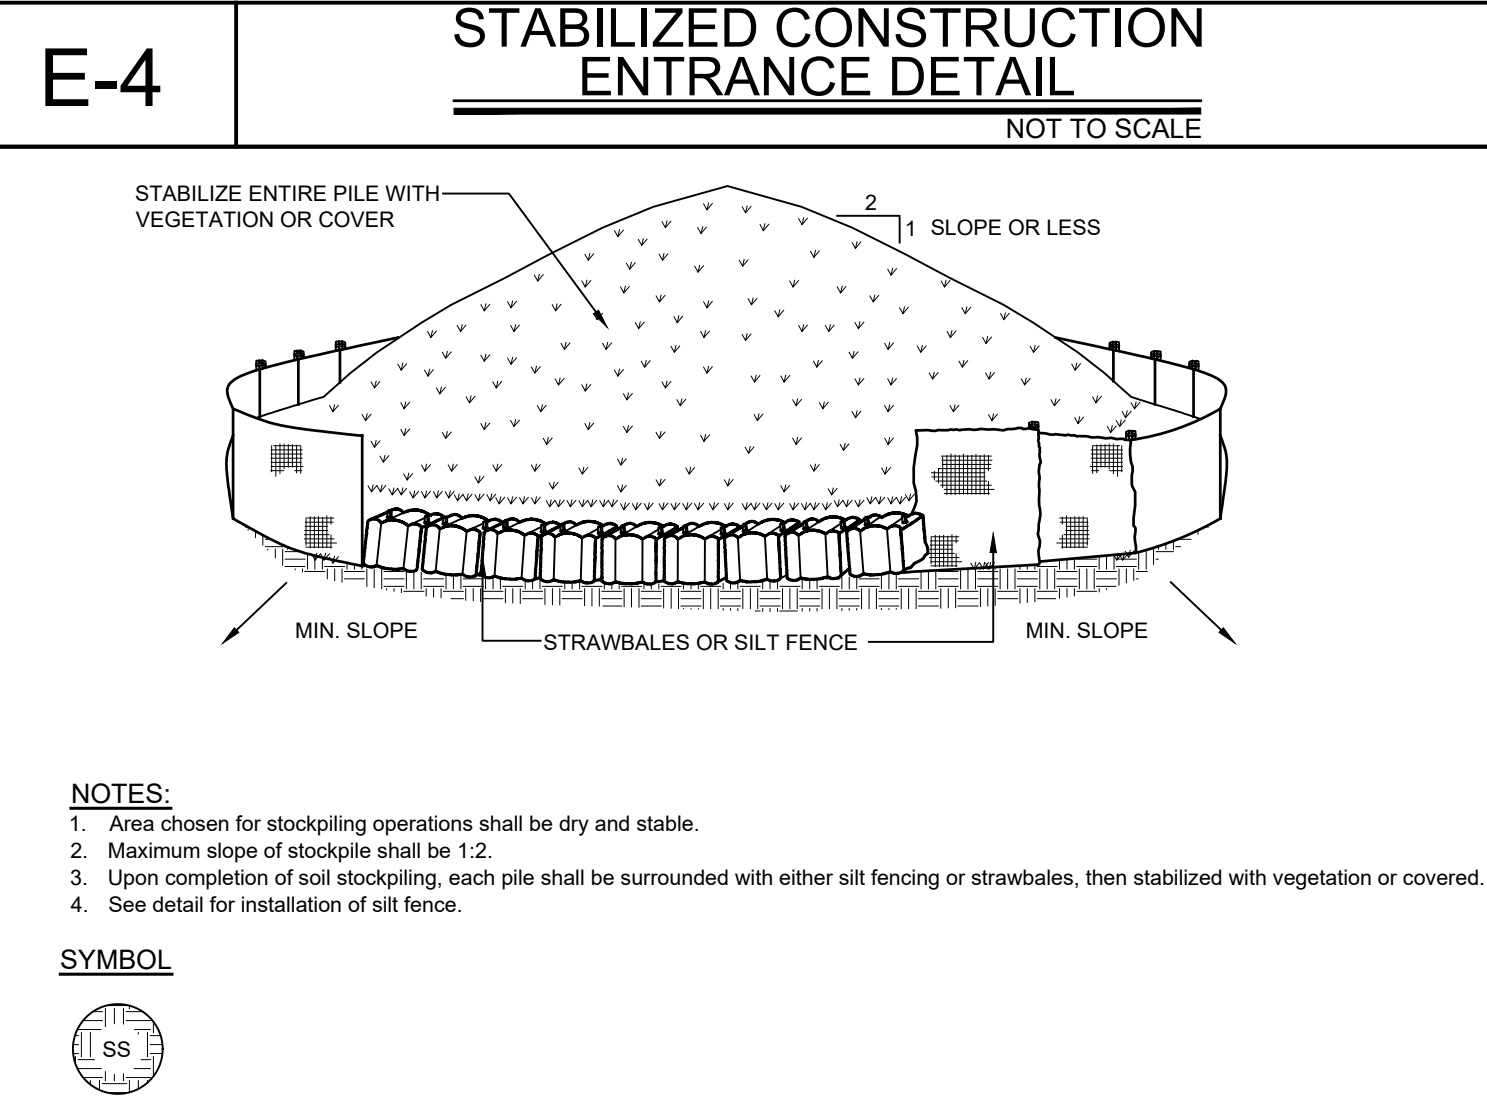 E-4
STABILIZED CONSTRUCTION
ENTRANCE DETAIL
NOT TO SCALE
STABILIZE ENTIRE PILE WITH
VEGETATION OR COVER
2
1 SLOPE OR LESS
MIN. SLOPE
STRAWBALES OR SILT FENCE
MIN. SLOPE
NOTES:
1. Area chosen for stockpiling operations shall be dry and stable.
2. Maximum slope of stockpile shall be 1:2.
3. Upon completion of soil stockpiling, each pile shall be surrounded with either silt fencing or strawbales, then stabilized with vegetation or covered.
4. See detail for installation of silt fence.
SYMBOL
SS